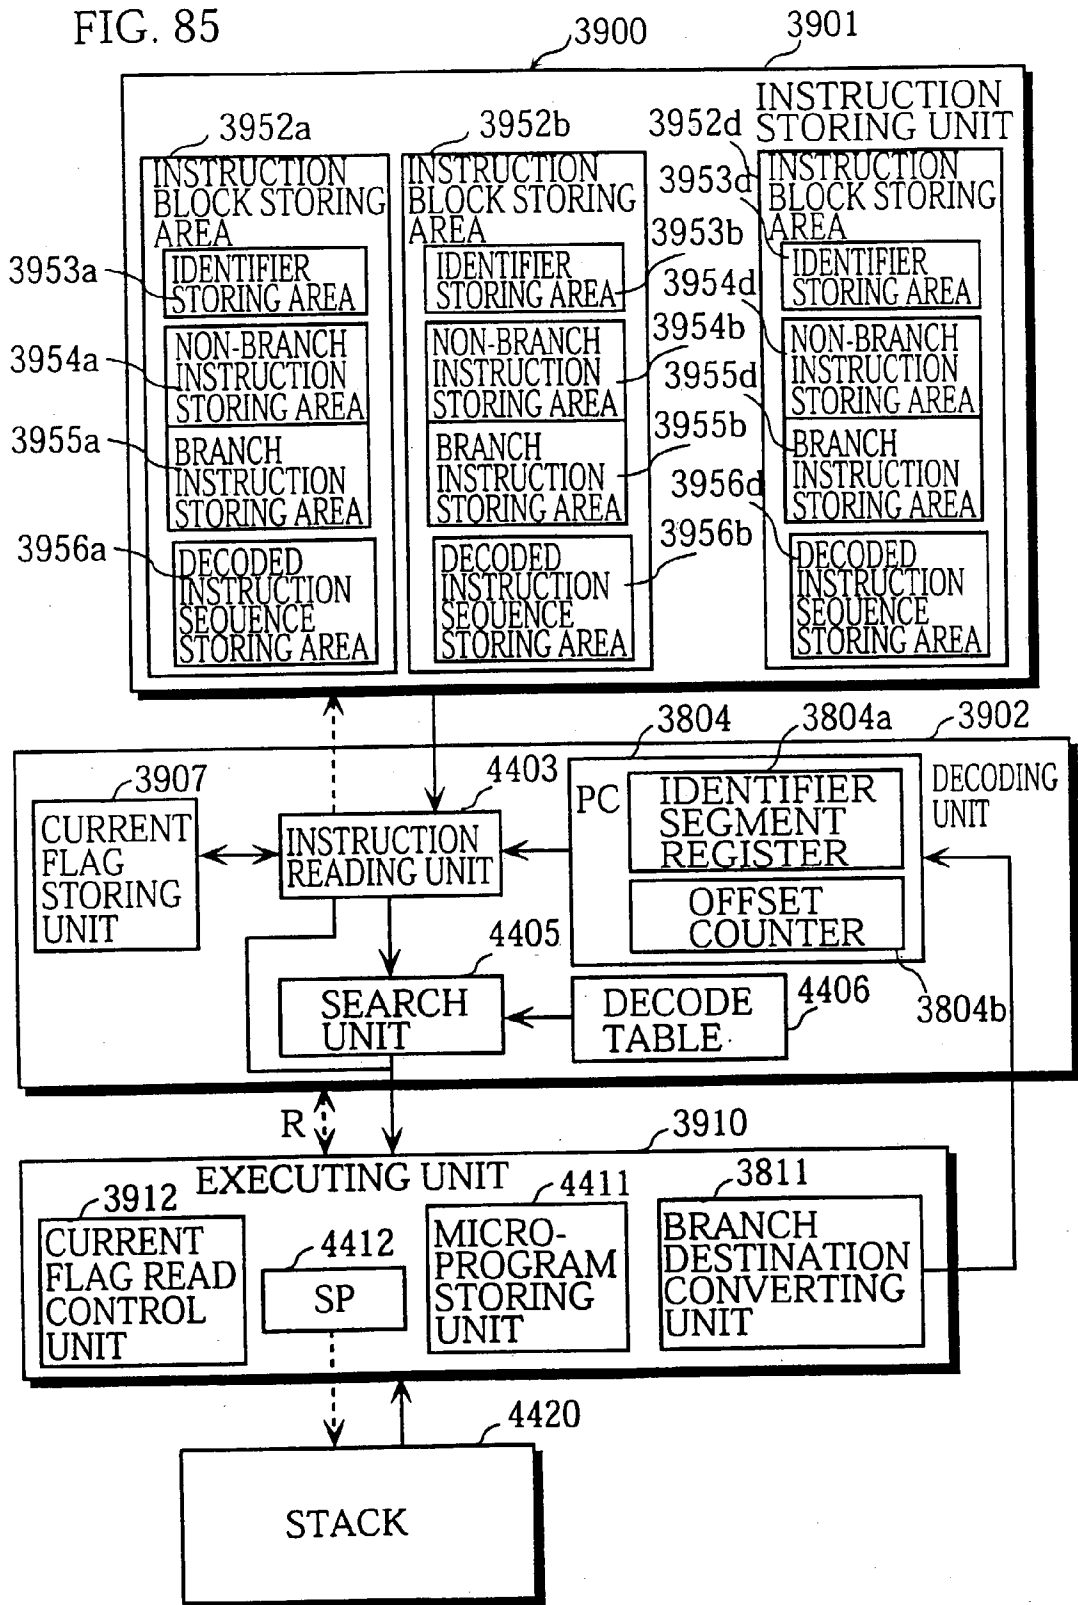 FIG. 85
3900
3901
INSTRUCTION
STORING UNIT
3952a
INSTRUCTION
BLOCK STORING
AREA
3953a
IDENTIFIER
STORING AREA
3954a
NON-BRANCH
INSTRUCTION
STORING AREA
3955a
BRANCH
INSTRUCTION
STORING AREA
3956a
DECODED
INSTRUCTION
SEQUENCE
STORING AREA
3952b
INSTRUCTION
BLOCK STORING
AREA
3953b
IDENTIFIER
STORING AREA
3954b
NON-BRANCH
INSTRUCTION
STORING AREA
3955b
BRANCH
INSTRUCTION
STORING AREA
3956b
DECODED
INSTRUCTION
SEQUENCE
STORING AREA
3952d
INSTRUCTION
BLOCK STORING
AREA
3953d
IDENTIFIER
STORING AREA
3954d
NON-BRANCH
INSTRUCTION
STORING AREA
3955d
BRANCH
INSTRUCTION
STORING AREA
3956d
DECODED
INSTRUCTION
SEQUENCE
STORING AREA
3902
DECODING
UNIT
3907
CURRENT
FLAG
STORING
UNIT
4403
INSTRUCTION
READING UNIT
3804
PC
3804a
IDENTIFIER
SEGMENT
REGISTER
OFFSET
COUNTER
3804b
4405
SEARCH
UNIT
4406
DECODE
TABLE
R
3910
EXECUTING UNIT
3912
CURRENT
FLAG READ
CONTROL
UNIT
4412
SP
4411
MICRO-
PROGRAM
STORING
UNIT
3811
BRANCH
DESTINATION
CONVERTING
UNIT
4420
STACK